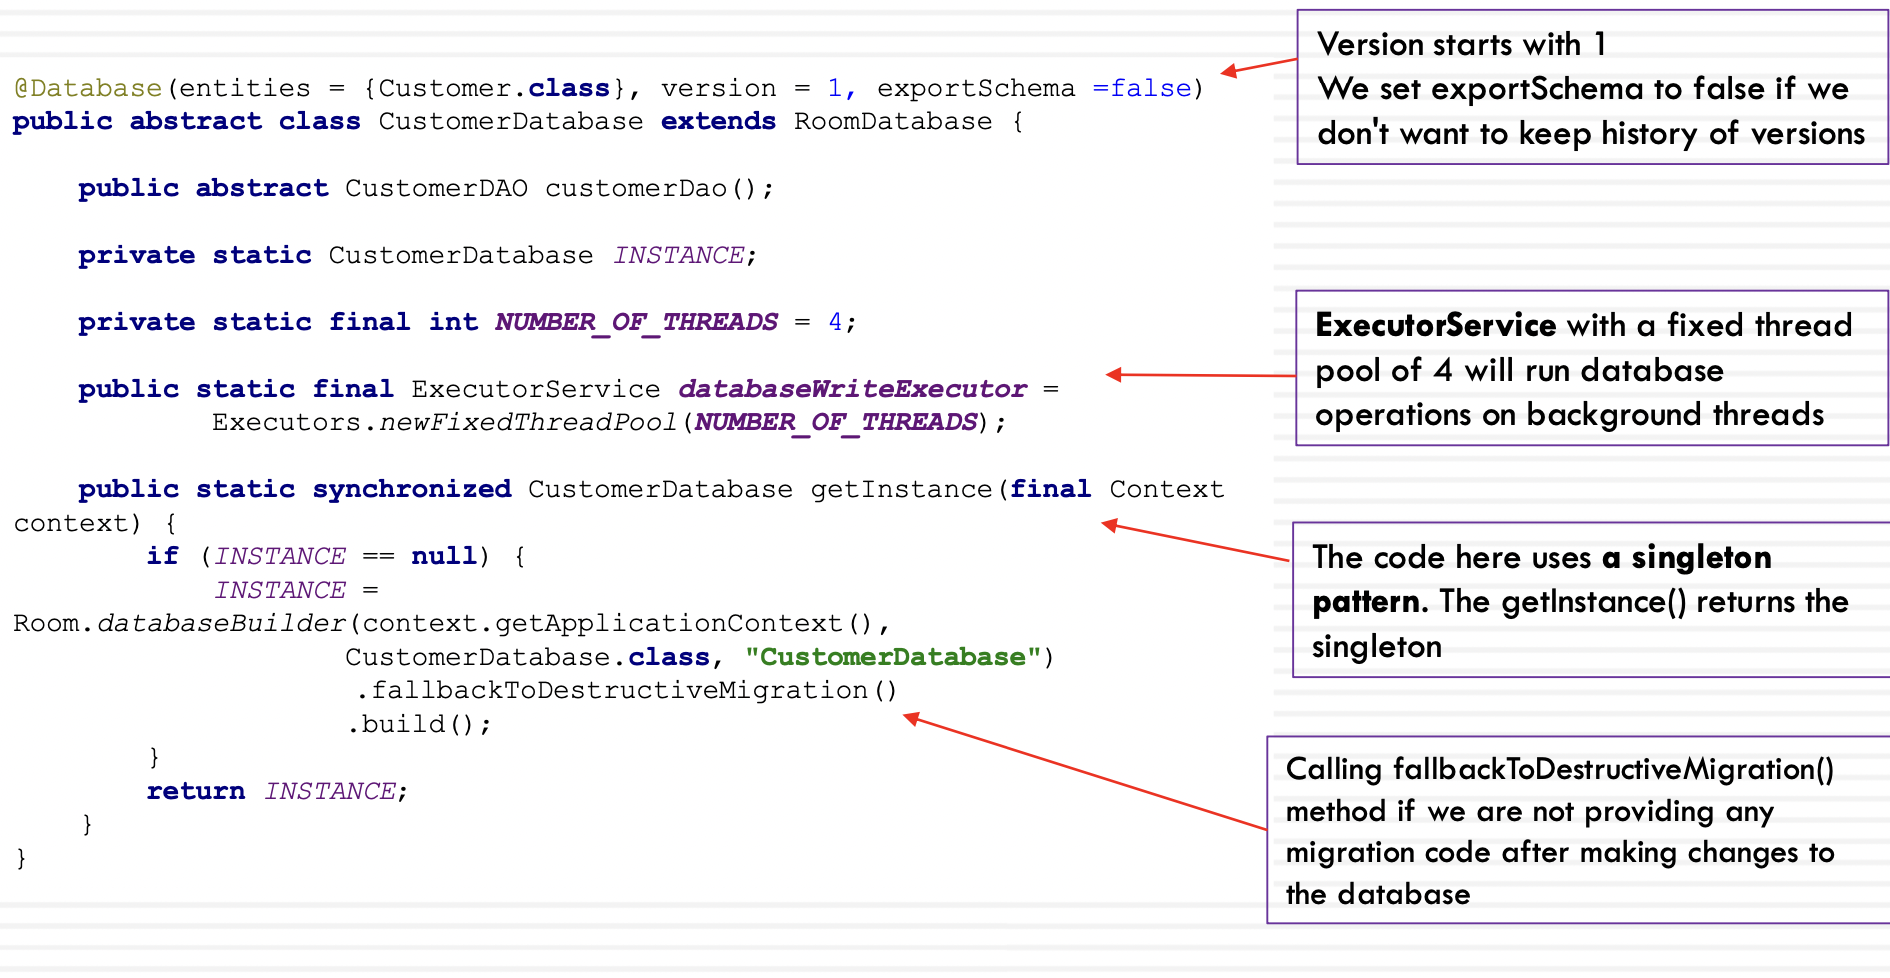 @Database(entities = {Customer.class}, version = 1, exportSchema =false)
public abstract class CustomerDatabase extends RoomDatabase {
public abstract CustomerDAO customerDao();
private static CustomerDatabase INSTANCE;
private static final int NUMBER_OF_THREADS = 4;
public static final ExecutorService databaseWriteExecutor =
Executors.newFixedThreadPool(NUMBER_OF_THREADS);
public static synchronized CustomerDatabase getInstance(final Context
context) {
if (INSTANCE == null) {
INSTANCE =
Room.databaseBuilder(context.getApplicationContext(),
CustomerDatabase.class, "CustomerDatabase")
.fallbackToDestructiveMigration()
.build();
}
return INSTANCE;
}
}
Version starts with 1
We set exportSchema to false if we
don't want to keep history of versions
ExecutorService with a fixed thread
pool of 4 will run database
operations on background threads
The code here uses a singleton
pattern. The getInstance() returns the
singleton
Calling fallbackToDestructiveMigration()
method if we are not providing any
migration code after making changes to
the database